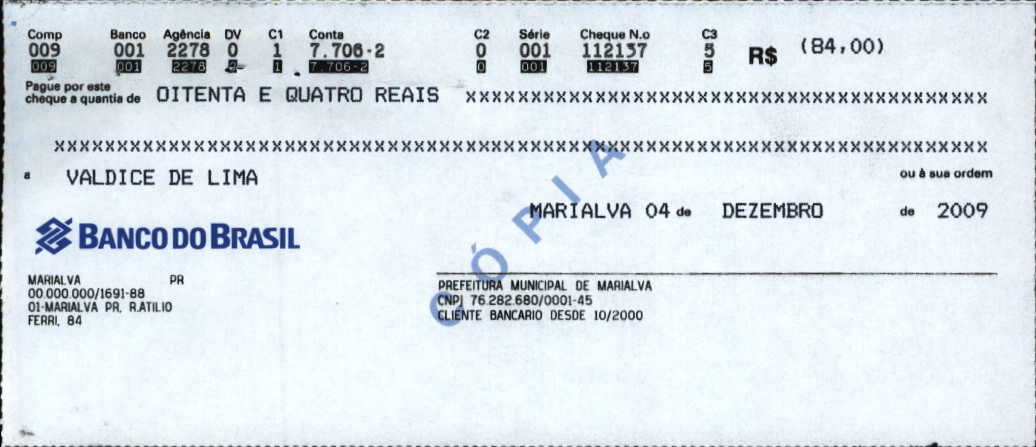 Comp Banco Agência DV C1 Conta C2 Série Cheque N.o C3
009 001 2278 0 1 7.706-2 0 001 112137 5 R$ (84,00)
009 001 2278 0 1 7.706-2 0 001 112137 5
Pague por este
cheque a quantia de OITENTA E QUATRO REAIS xxxxxxxxxxxxxxxxxxxxxxxxxxxxxxxxxxxxxxxxx
xxxxxxxxxxxxxxxxxxxxxxxxxxxxxxxxxxxxxxxxxxxxxxxxxxxxxxxxxxxxxxxxxxxxxxxxxx
a VALDICE DE LIMA ou à sua ordem
CÓPIA
MARIALVA 04 de DEZEMBRO de 2009
BANCO DO BRASIL
MARIALVA PR
00.000.000/1691-88
01-MARIALVA PR, R.ATILIO
FERRI, 84
PREFEITURA MUNICIPAL DE MARIALVA
CNPJ 76.282.680/0001-45
CLIENTE BANCARIO DESDE 10/2000